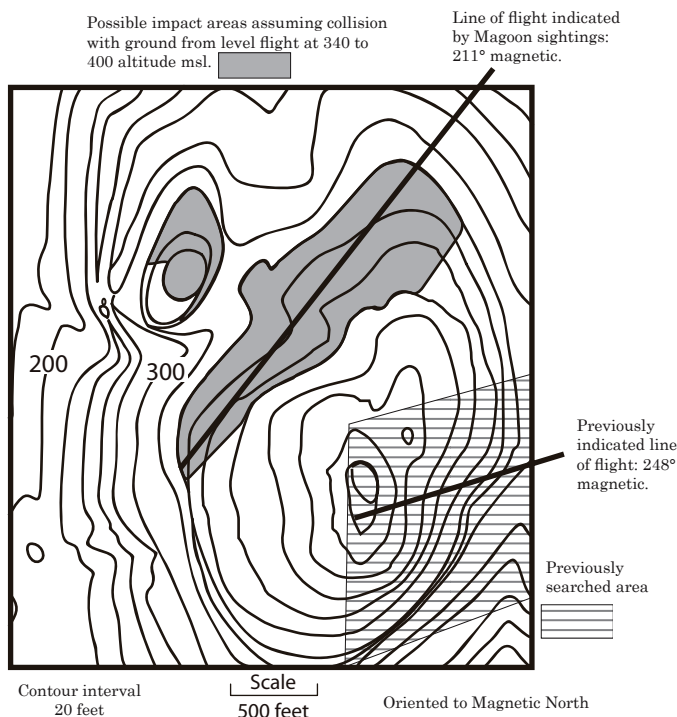 Possible impact areas assuming collision
with ground from level flight at 340 to
400 altitude msl.
Line of flight indicated
by Magoon sightings:
211° magnetic.
200
300
Previously
indicated line
of flight: 248°
magnetic.
Previously
searched area
Contour interval
20 feet
Scale
500 feet
Oriented to Magnetic North